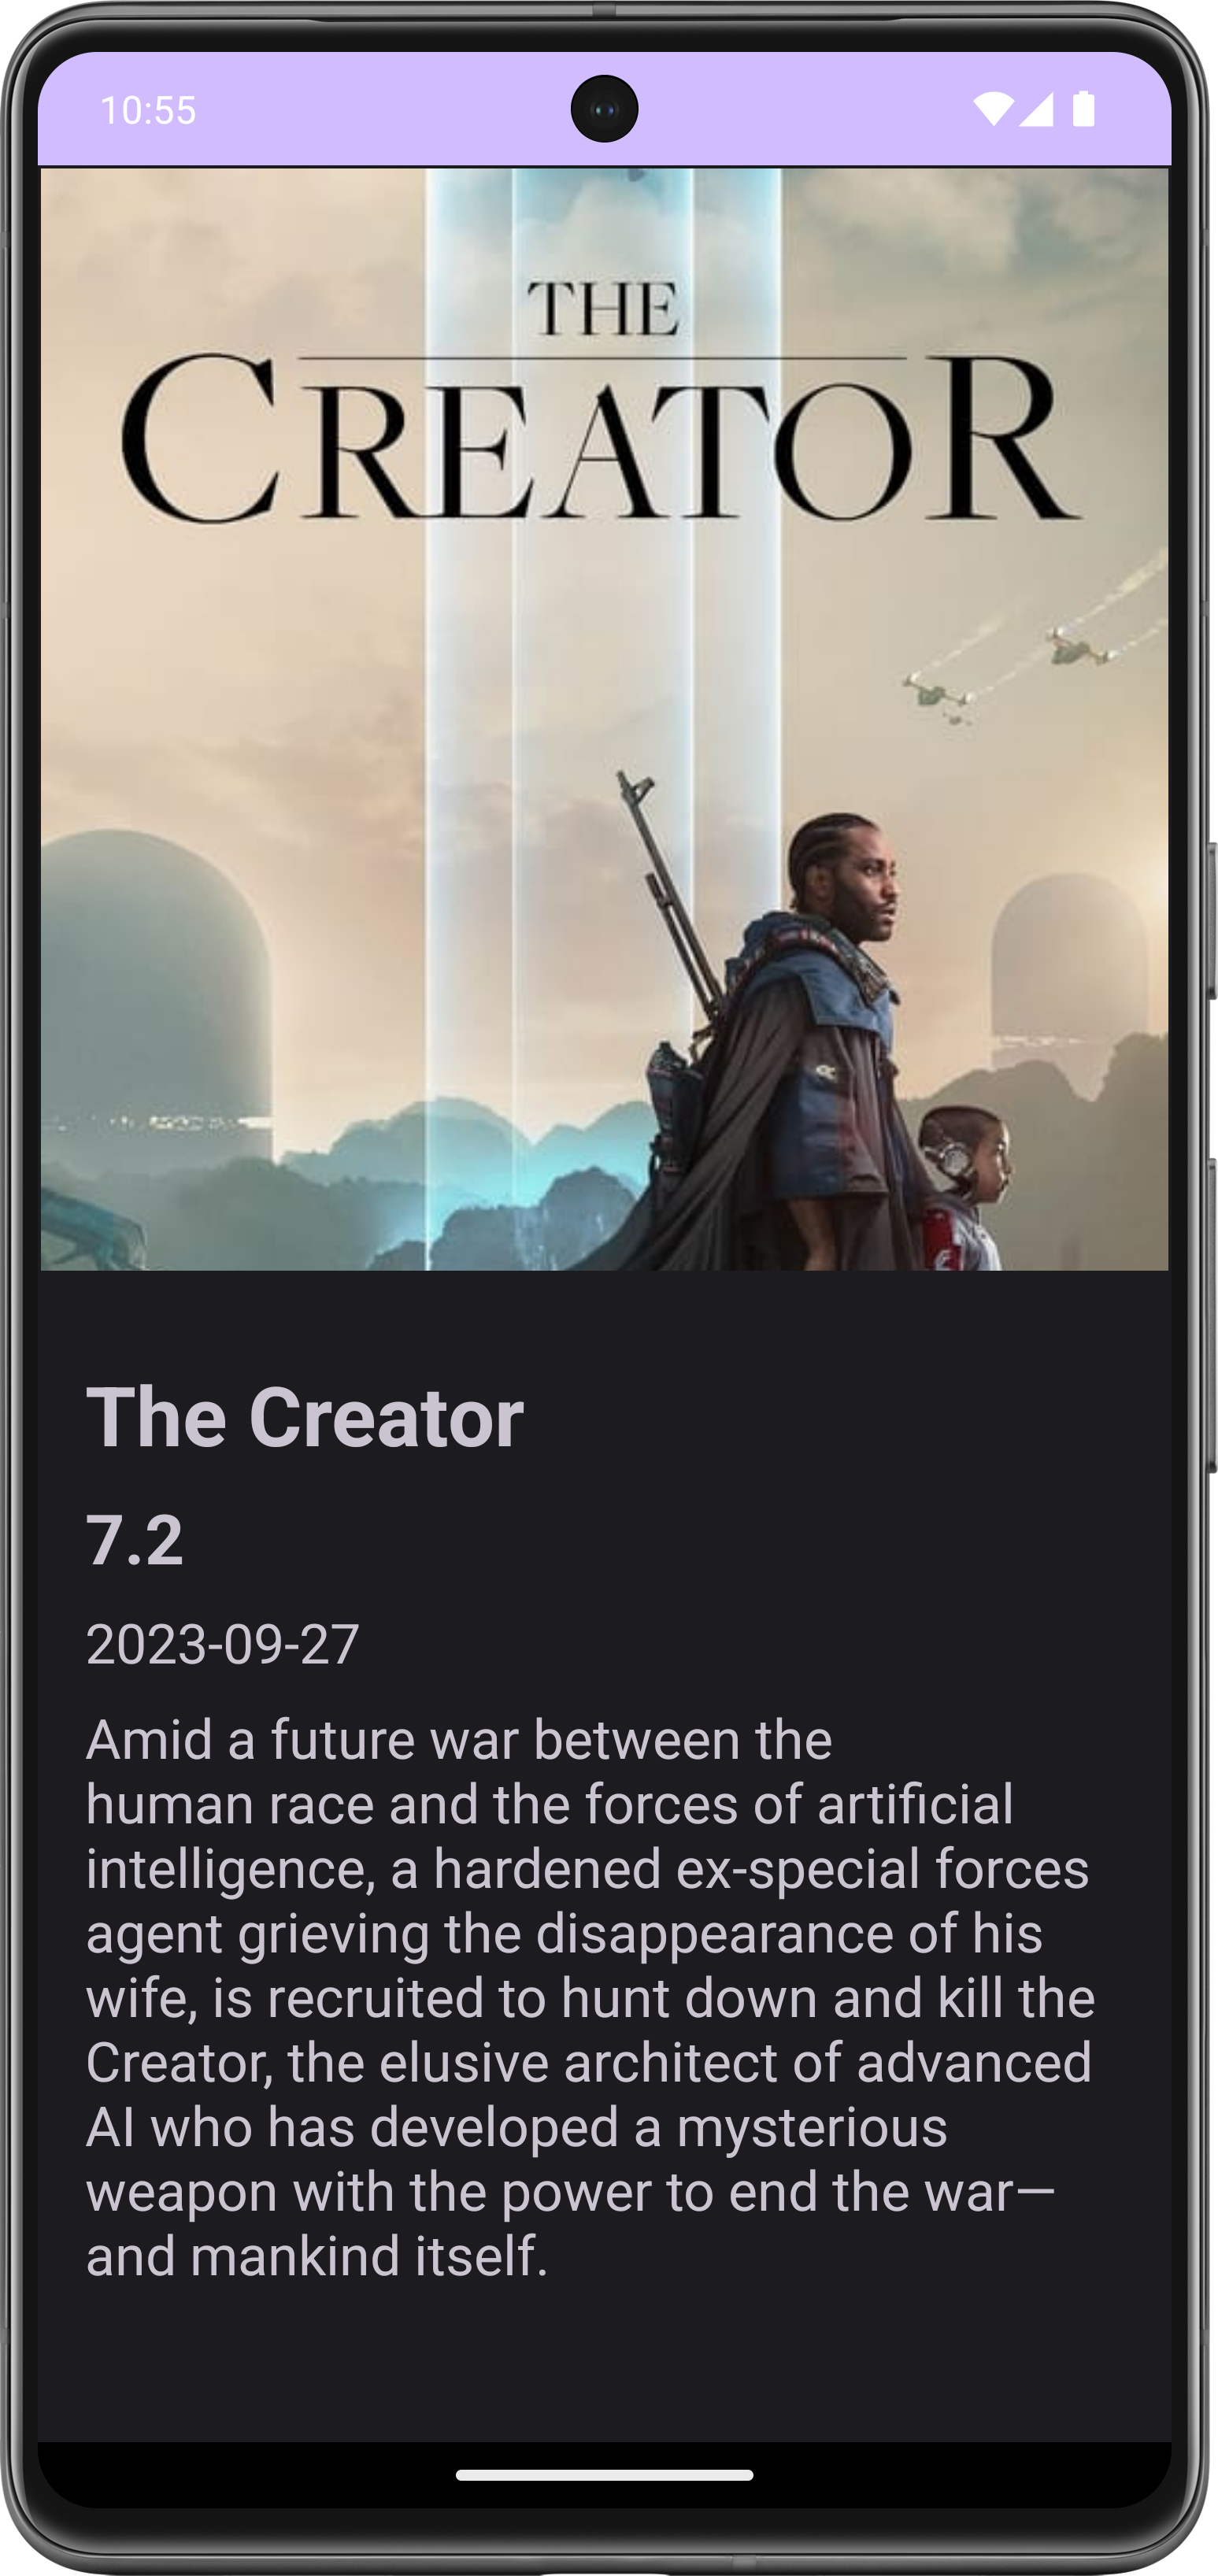 10:55
THE
CREATOR
The Creator
7.2
2023-09-27
Amid a future war between the
human race and the forces of artificial
intelligence, a hardened ex-special forces
agent grieving the disappearance of his
wife, is recruited to hunt down and kill the
Creator, the elusive architect of advanced
AI who has developed a mysterious
weapon with the power to end the war—
and mankind itself.